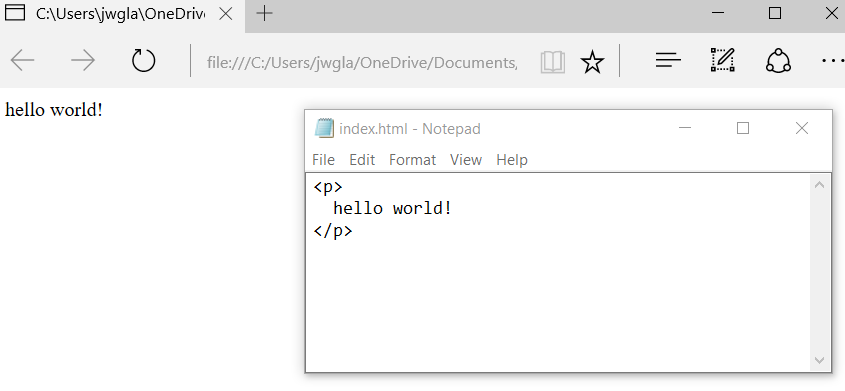 C:\Users\jwgla\OneDrive
file:///C:/Users/jwgla/OneDrive/Documents/
hello world!
index.html - Notepad
File Edit Format View Help
<p>
  hello world!
</p>